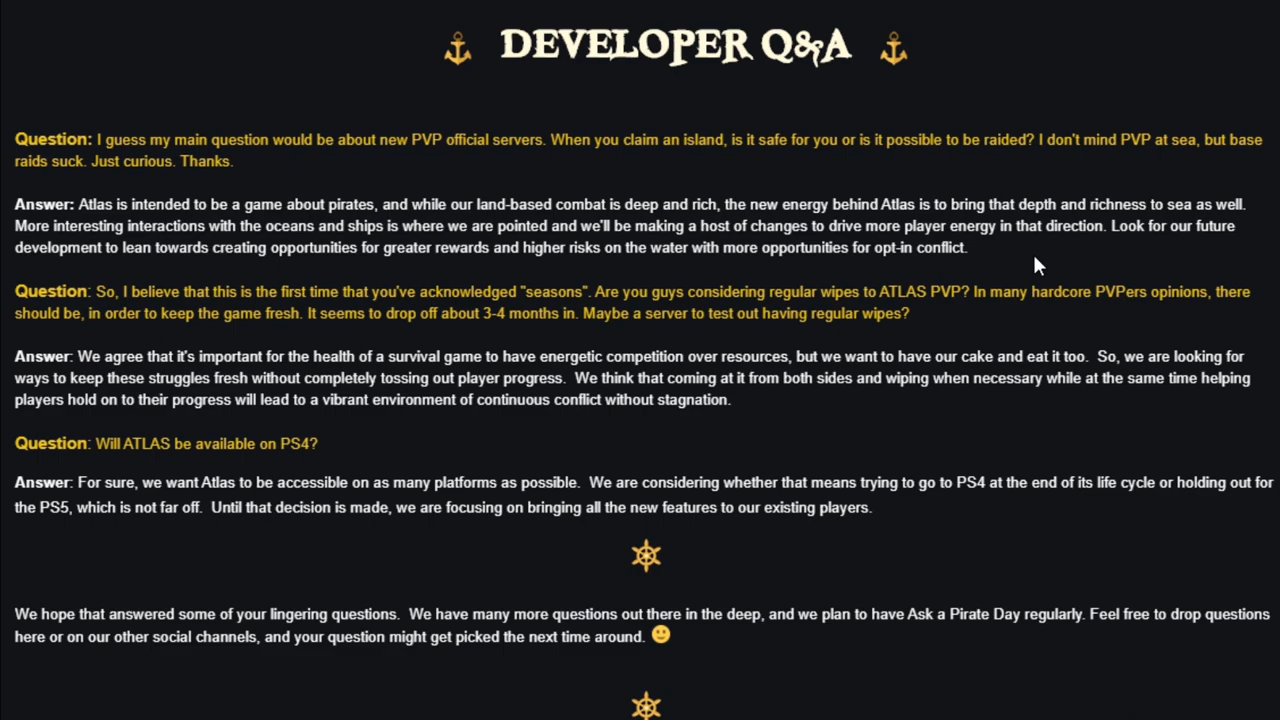 DEVELOPER Q&A
Question: I guess my main question would be about new PVP official servers. When you claim an island, is it safe for you or is it possible to be raided? I don't mind PVP at sea, but base
raids suck. Just curious. Thanks.
Answer: Atlas is intended to be a game about pirates, and while our land-based combat is deep and rich, the new energy behind Atlas is to bring that depth and richness to sea as well.
More interesting interactions with the oceans and ships is where we are pointed and we'll be making a host of changes to drive more player energy in that direction. Look for our future
development to lean towards creating opportunities for greater rewards and higher risks on the water with more opportunities for opt-in conflict.
Question: So, I believe that this is the first time that you've acknowledged "seasons". Are you guys considering regular wipes to ATLAS PVP? In many hardcore PVPers opinions, there
should be, in order to keep the game fresh. It seems to drop off about 3-4 months in. Maybe a server to test out having regular wipes?
Answer: We agree that it's important for the health of a survival game to have energetic competition over resources, but we want to have our cake and eat it too. So, we are looking for
ways to keep these struggles fresh without completely tossing out player progress. We think that coming at it from both sides and wiping when necessary while at the same time helping
players hold on to their progress will lead to a vibrant environment of continuous conflict without stagnation.
Question: Will ATLAS be available on PS4?
Answer: For sure, we want Atlas to be accessible on as many platforms as possible. We are considering whether that means trying to go to PS4 at the end of its life cycle or holding out for
the PS5, which is not far off. Until that decision is made, we are focusing on bringing all the new features to our existing players.
We hope that answered some of your lingering questions. We have many more questions out there in the deep, and we plan to have Ask a Pirate Day regularly. Feel free to drop questions
here or on our other social channels, and your question might get picked the next time around.